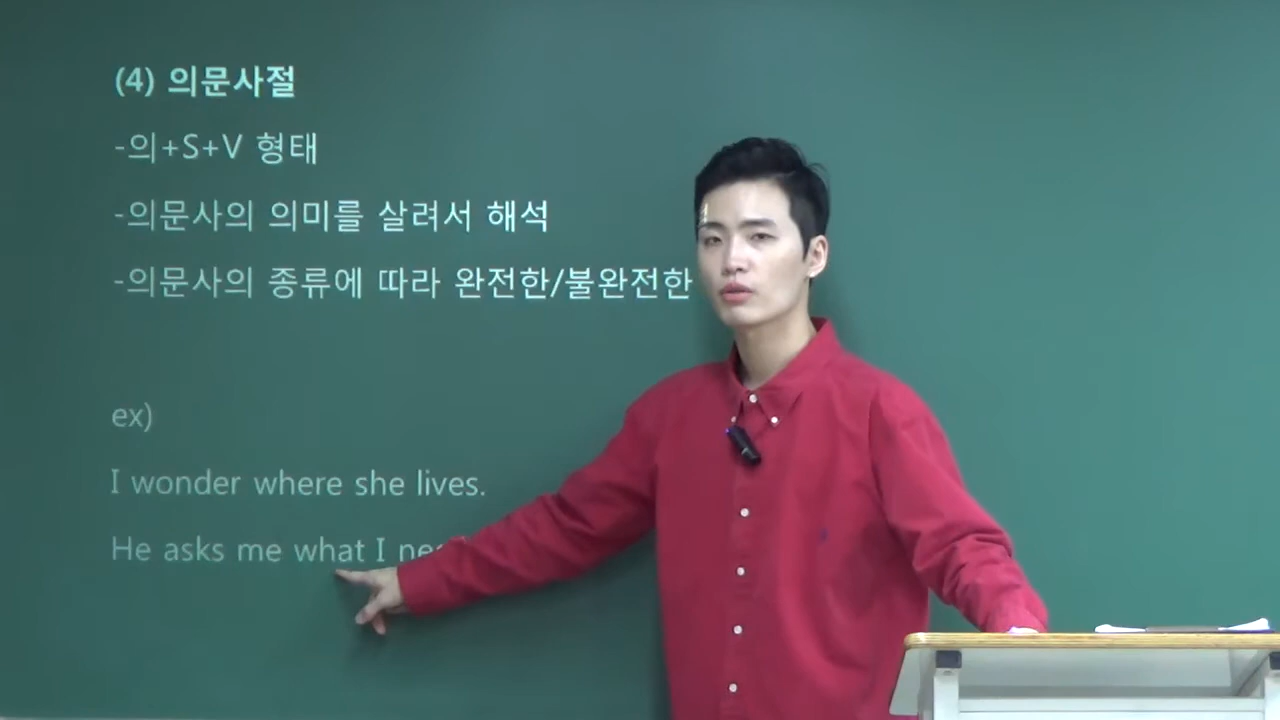 (4) 의문사절
-의+S+V 형태
-의문사의 의미를 살려서 해석
-의문사의 종류에 따라 완전한/불완전한
ex)
I wonder where she lives.
He asks me what I